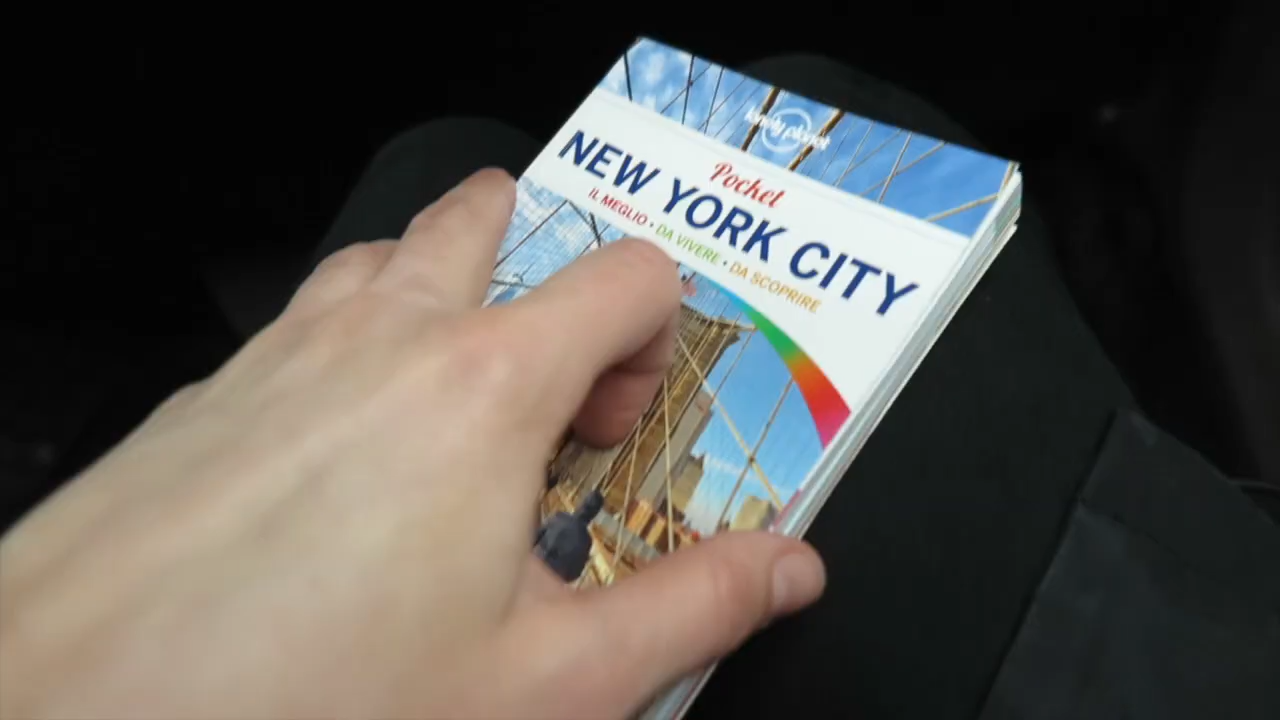 lonely planet
Pocket
NEW YORK CITY
IL MEGLIO • DA VIVERE • DA SCOPRIRE